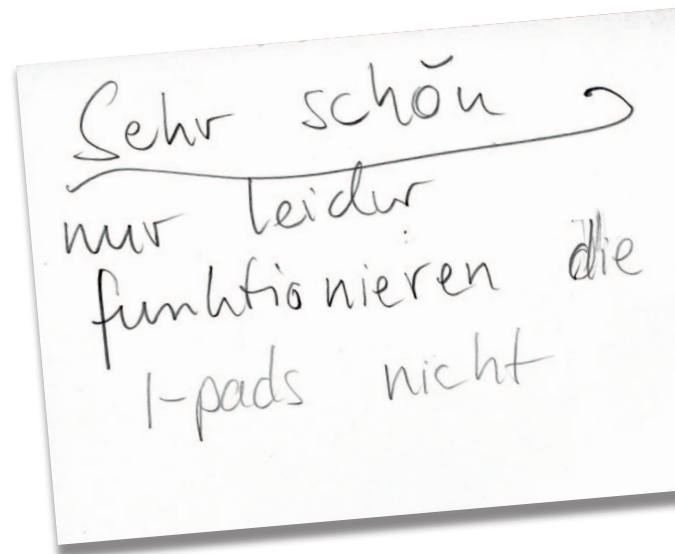 Sehr schön
nur leider
funktionieren die
I-pads nicht